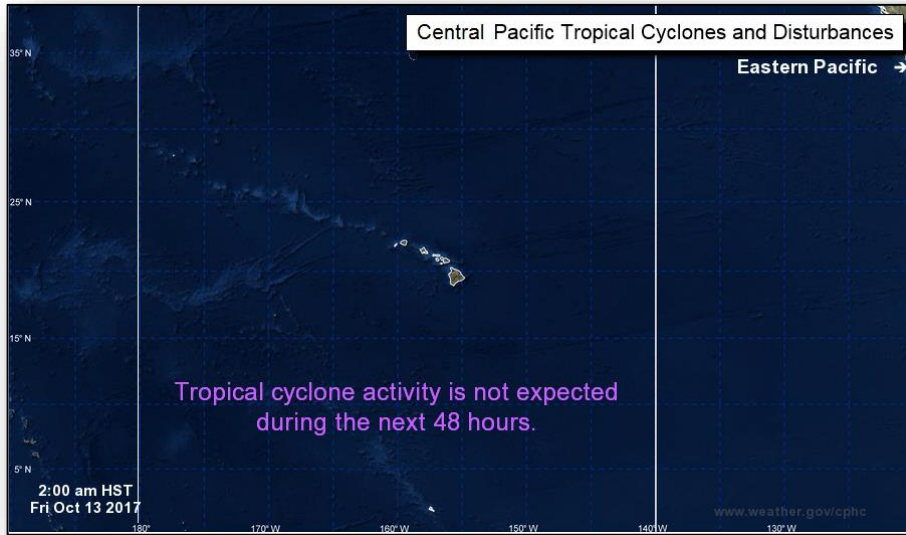 Central Pacific Tropical Cyclones and Disturbances
35° N
Eastern Pacific →
25° N
15° N
Tropical cyclone activity is not expected
during the next 48 hours.
5° N
2:00 am HST
Fri Oct 13 2017
www.weather.gov/cphc
180° 170° W 160° W 150° W 140° W 130° W